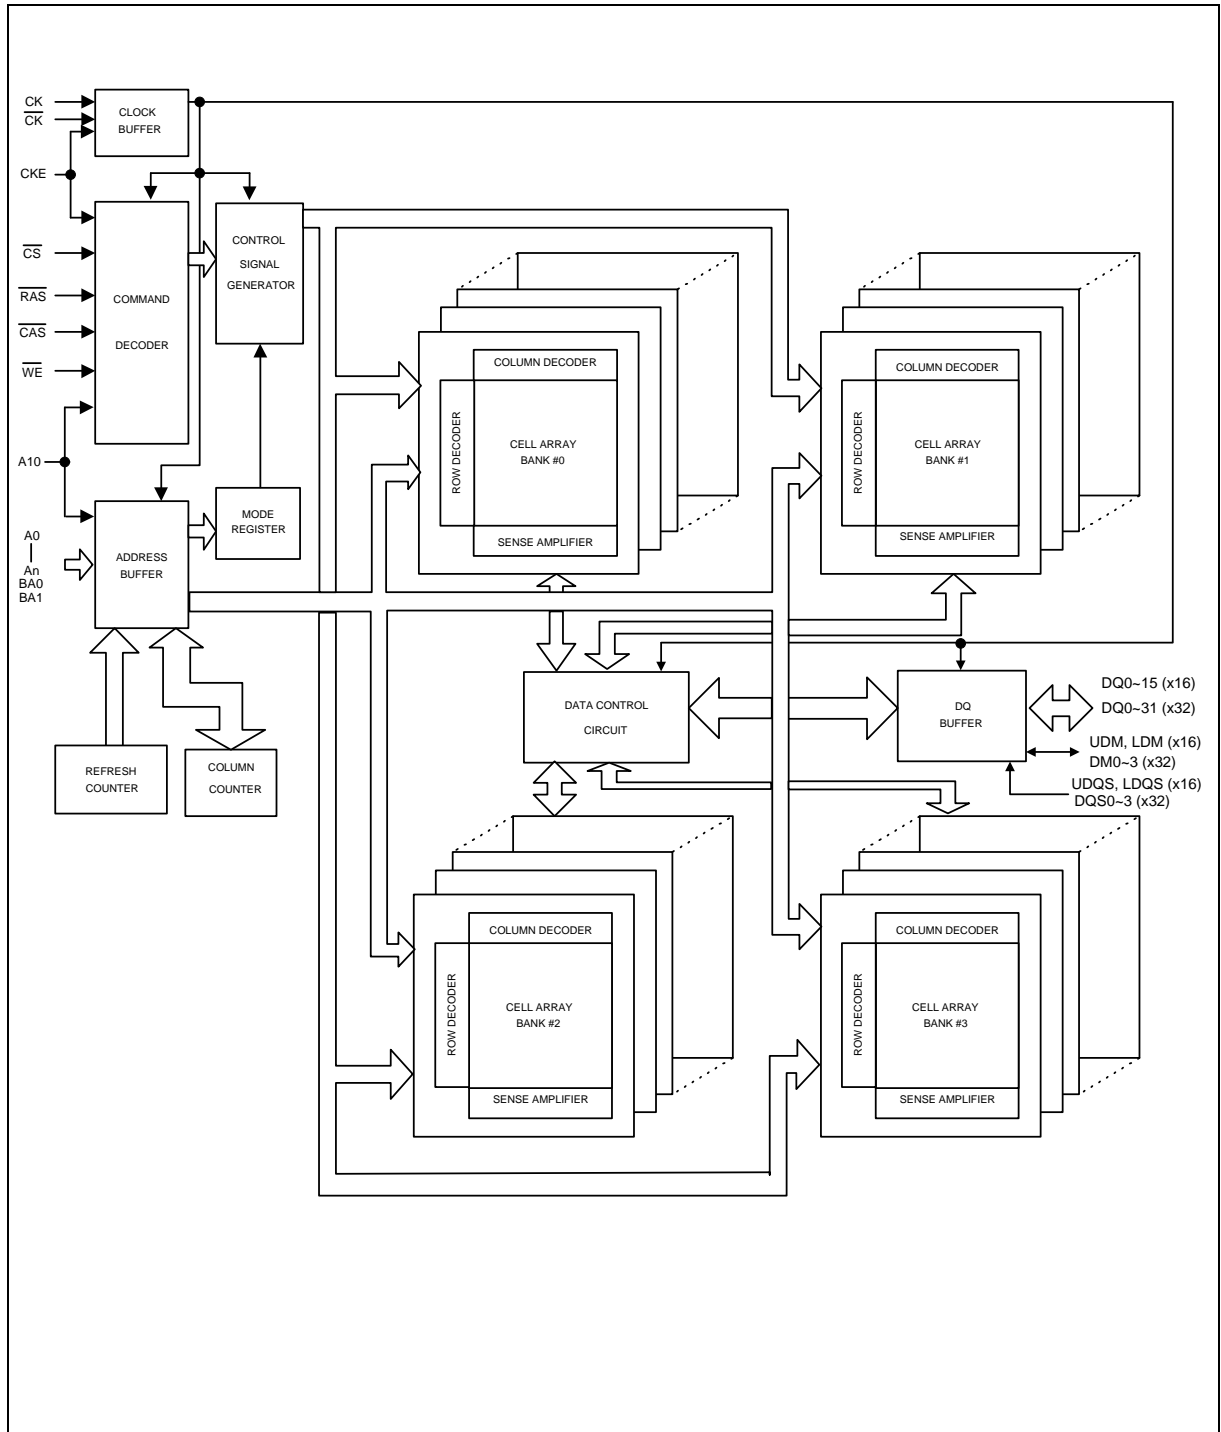 CK
CK
CKE
CS
RAS
CAS
WE
A10
A0
An
BA0
BA1
CLOCK
BUFFER
COMMAND
DECODER
CONTROL
SIGNAL
GENERATOR
MODE
REGISTER
ADDRESS
BUFFER
REFRESH
COUNTER
COLUMN
COUNTER
COLUMN DECODER
ROW DECODER
CELL ARRAY
BANK #0
SENSE AMPLIFIER
COLUMN DECODER
ROW DECODER
CELL ARRAY
BANK #1
SENSE AMPLIFIER
DATA CONTROL
CIRCUIT
DQ
BUFFER
DQ0~15 (x16)
DQ0~31 (x32)
UDM, LDM (x16)
DM0~3 (x32)
UDQS, LDQS (x16)
DQS0~3 (x32)
COLUMN DECODER
ROW DECODER
CELL ARRAY
BANK #2
SENSE AMPLIFIER
COLUMN DECODER
ROW DECODER
CELL ARRAY
BANK #3
SENSE AMPLIFIER